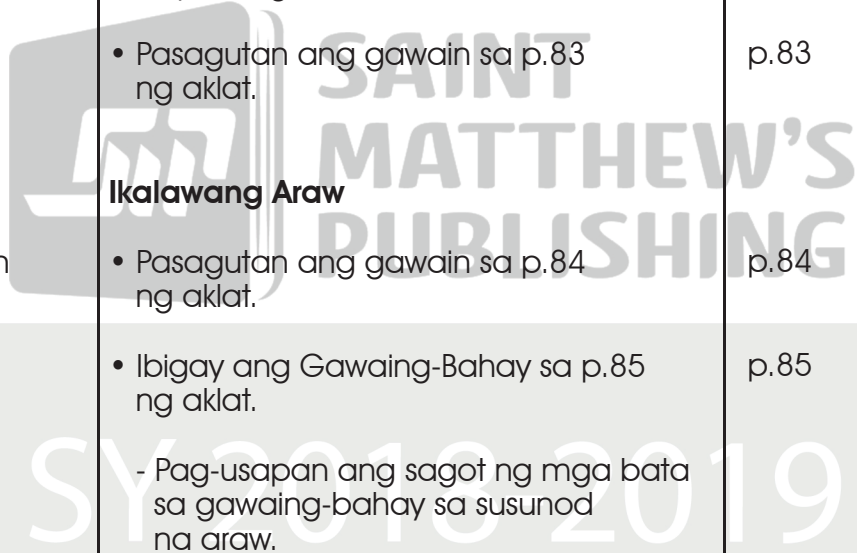 • Pasagutan ang gawain sa p.83
ng aklat.
p.83
Ikalawang Araw
• Pasagutan ang gawain sa p.84
ng aklat.
p.84
• Ibigay ang Gawaing-Bahay sa p.85
ng aklat.
p.85
- Pag-usapan ang sagot ng mga bata
sa gawaing-bahay sa susunod
na araw.
SAINT
MATTHEW'S
PUBLISHING
SY 2018-2019